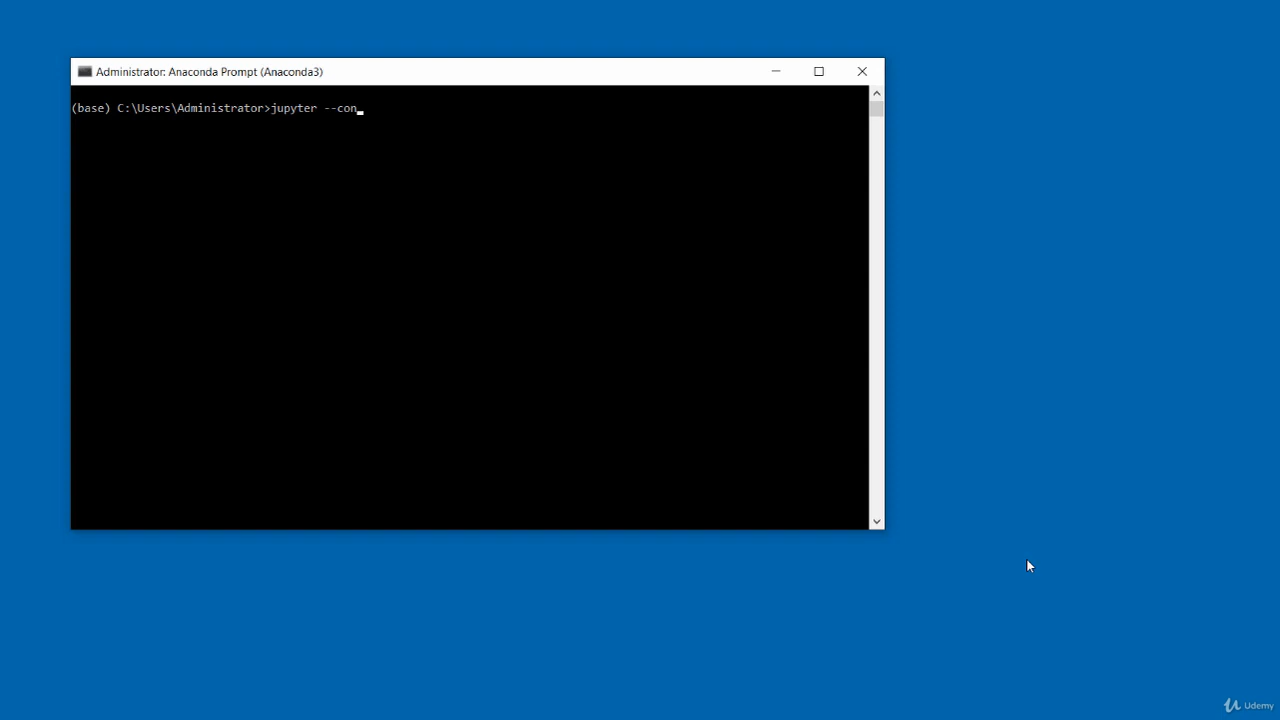 Administrator: Anaconda Prompt (Anaconda3)
(base) C:\Users\Administrator>jupyter --con
Udemy